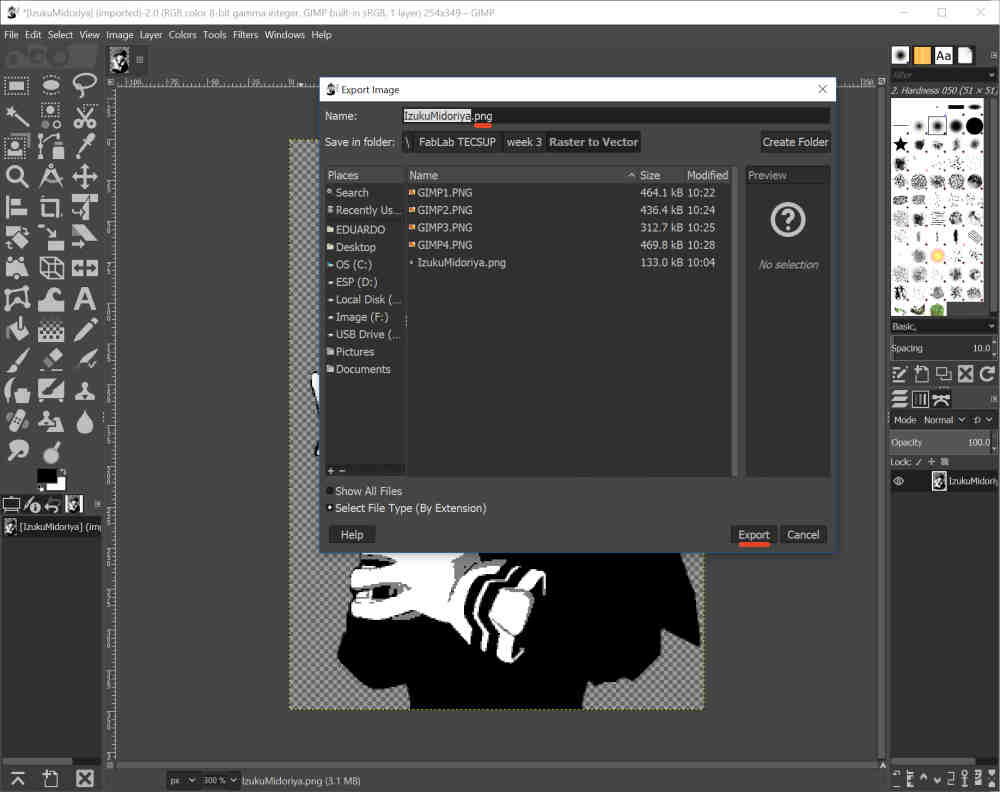 *[IzukuMidoriya] (imported)-2.0 (RGB color 8-bit gamma integer, GIMP built-in sRGB, 1 layer) 254x349 – GIMP
File Edit Select View Image Layer Colors Tools Filters Windows Help
Export Image
Name: IzukuMidoriya.png
Save in folder: \ FabLab TECSUP week 3 Raster to Vector Create Folder
Places
Search
Recently Us...
EDUARDO
Desktop
OS (C:)
ESP (D:)
Local Disk (...
Image (F:)
USB Drive (...
Pictures
Documents
Name Size Modified
GIMP1.PNG 464.1 kB 10:22
GIMP2.PNG 436.4 kB 10:24
GIMP3.PNG 312.7 kB 10:25
GIMP4.PNG 469.8 kB 10:28
IzukuMidoriya.png 133.0 kB 10:04
Preview
No selection
Show All Files
Select File Type (By Extension)
Help Export Cancel
Aa
Filter
2. Hardness 050 (51 × 51)
Basic,
Spacing 10.0
Mode Normal
Opacity 100.0
Lock:
IzukuMidoriy
[IzukuMidoriya] (imp
px 300 % IzukuMidoriya.png (3.1 MB)